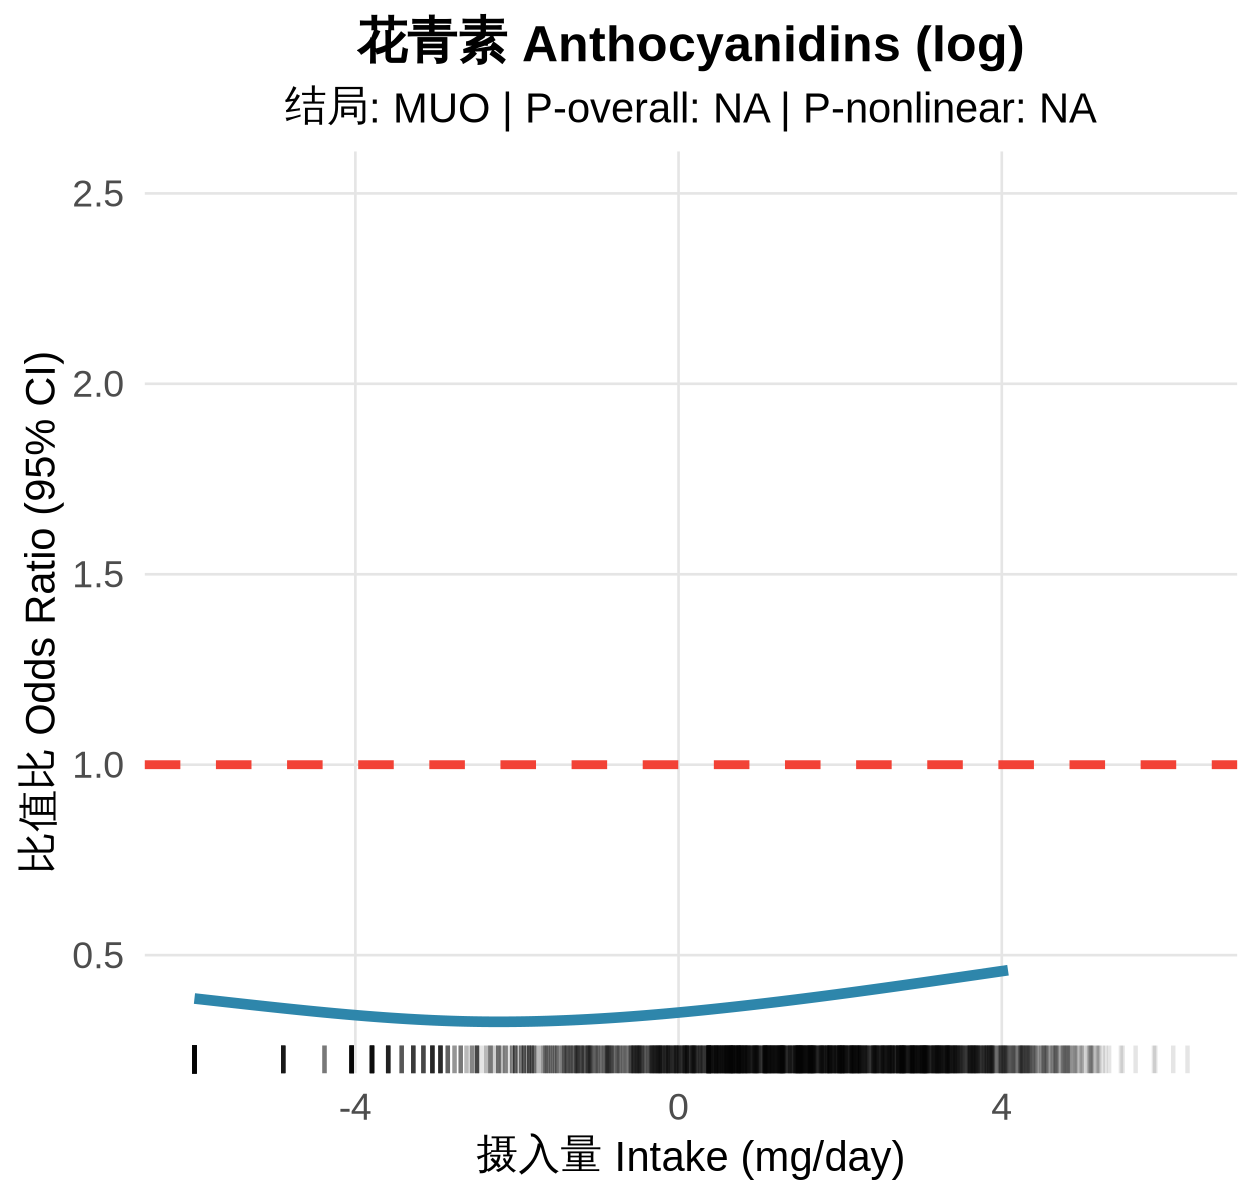 花青素 Anthocyanidins (log)
结局: MUO | P-overall: NA | P-nonlinear: NA
比值比 Odds Ratio (95% CI)
2.5
2.0
1.5
1.0
0.5
-4
0
4
摄入量 Intake (mg/day)